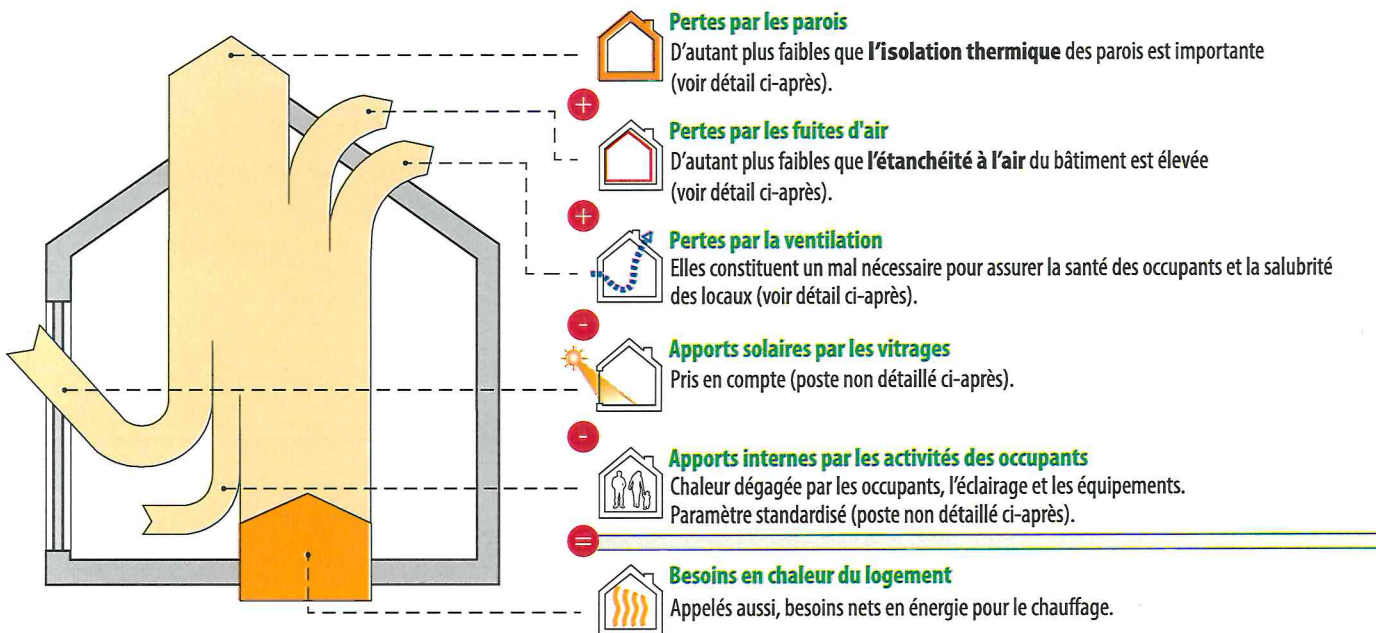 Pertes par les parois
D'autant plus faibles que l'isolation thermique des parois est importante
(voir détail ci-après).
+
Pertes par les fuites d'air
D'autant plus faibles que l'étanchéité à l'air du bâtiment est élevée
(voir détail ci-après).
+
Pertes par la ventilation
Elles constituent un mal nécessaire pour assurer la santé des occupants et la salubrité
des locaux (voir détail ci-après).
-
Apports solaires par les vitrages
Pris en compte (poste non détaillé ci-après).
-
Apports internes par les activités des occupants
Chaleur dégagée par les occupants, l'éclairage et les équipements.
Paramètre standardisé (poste non détaillé ci-après).
=
Besoins en chaleur du logement
Appelés aussi, besoins nets en énergie pour le chauffage.